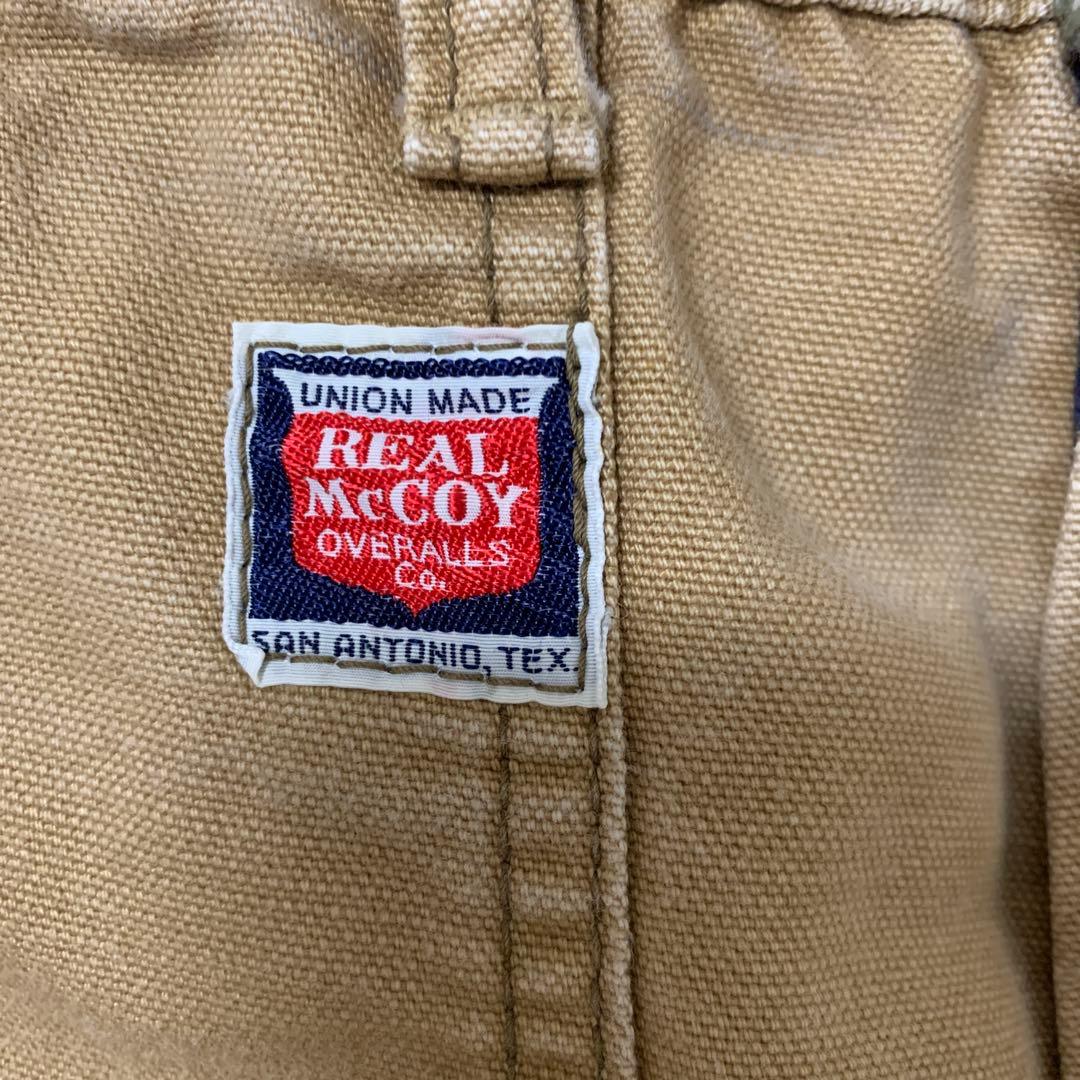 UNION MADE
REAL
McCOY
OVERALLS
Co.
SAN ANTONIO, TEX.